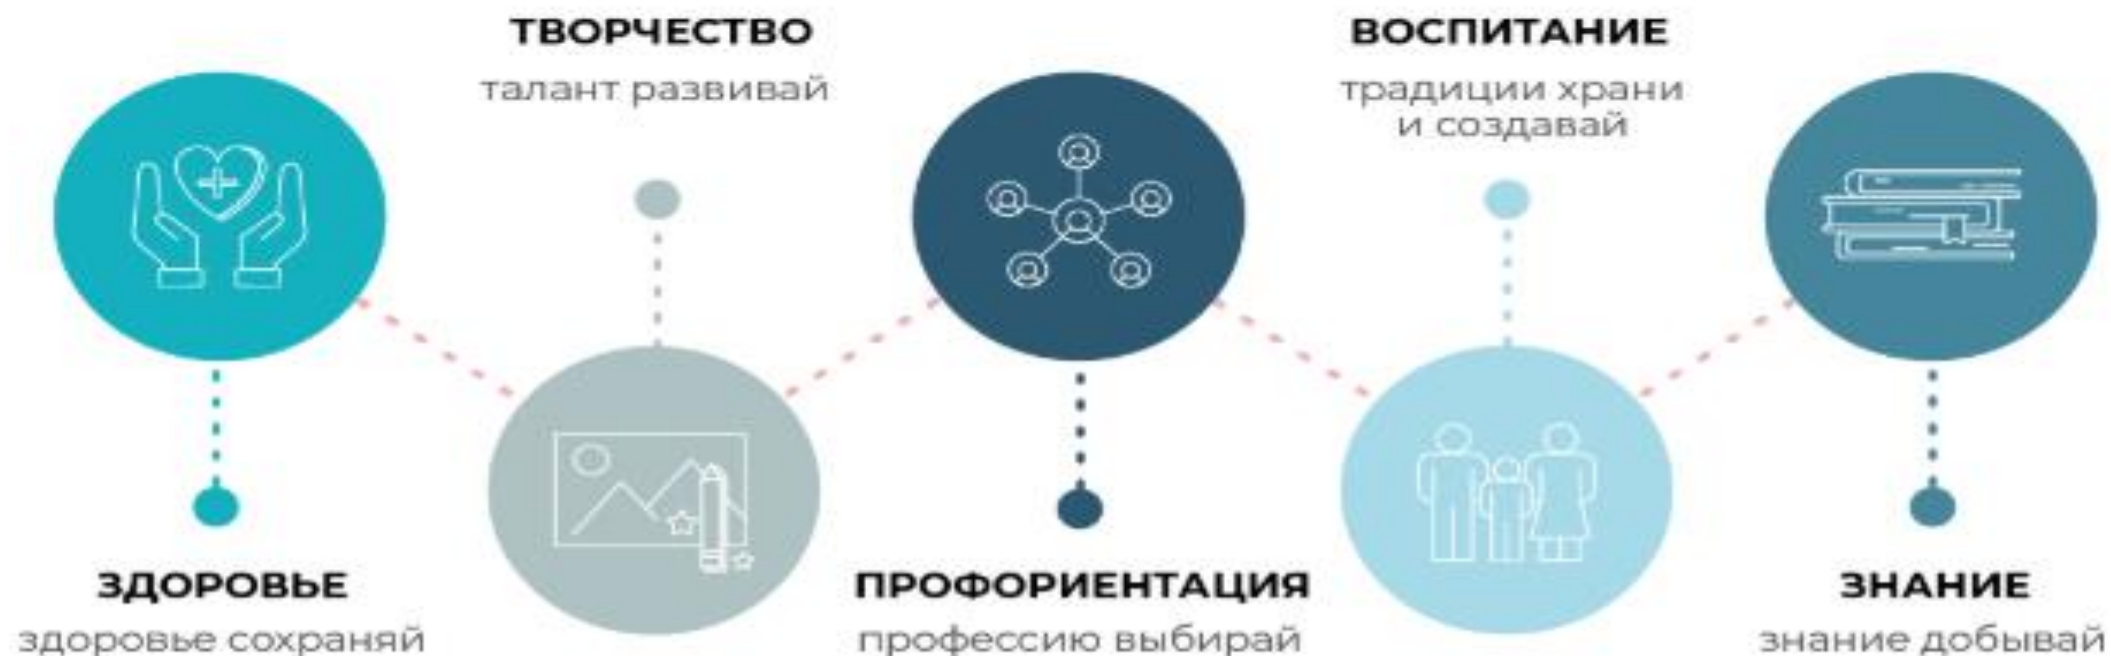 ТВОРЧЕСТВО
талант развивай
ВОСПИТАНИЕ
традиции храни
и создавай
ЗДОРОВЬЕ
здоровье сохраняй
ПРОФОРИЕНТАЦИЯ
профессию выбирай
ЗНАНИЕ
знание добывай